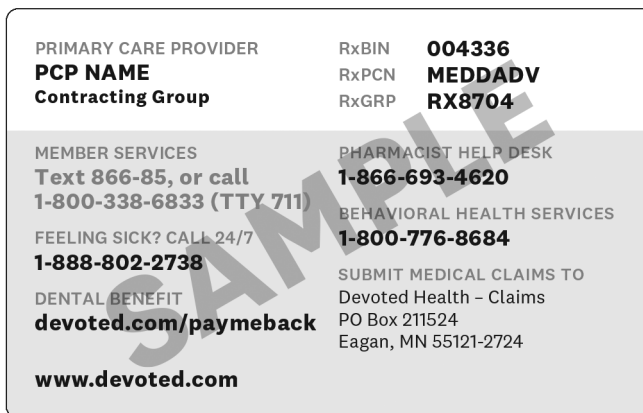 PRIMARY CARE PROVIDER
PCP NAME
Contracting Group
RxBIN 004336
RxPCN MEDDADV
RxGRP RX8704
MEMBER SERVICES
Text 866-85, or call
1-800-338-6833 (TTY 711)
FEELING SICK? CALL 24/7
1-888-802-2738
DENTAL BENEFIT
devoted.com/paymeback
www.devoted.com
PHARMACIST HELP DESK
1-866-693-4620
BEHAVIORAL HEALTH SERVICES
1-800-776-8684
SUBMIT MEDICAL CLAIMS TO
Devoted Health – Claims
PO Box 211524
Eagan, MN 55121-2724
SAMPLE